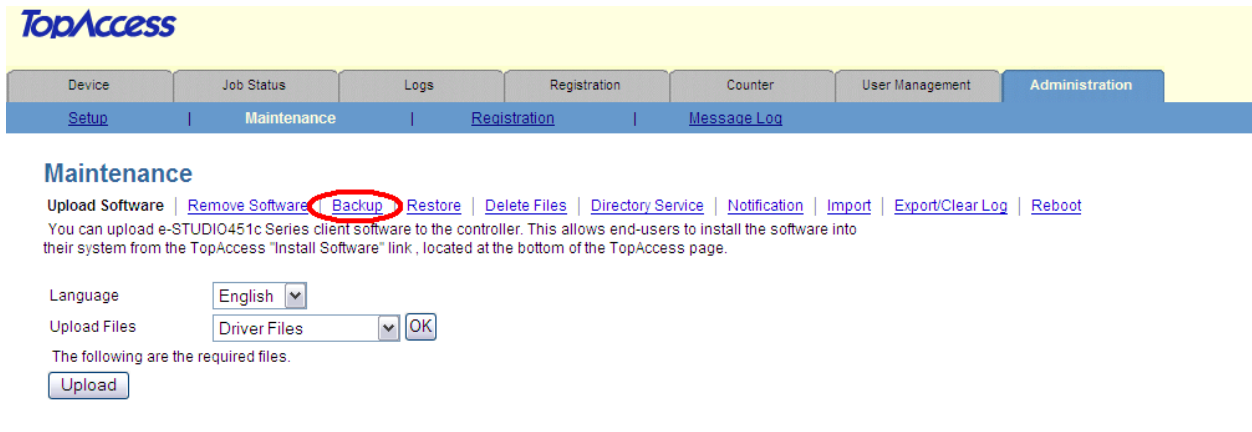 TopAccess
Device Job Status Logs Registration Counter User Management Administration
Setup | Maintenance | Registration | Message Log
Maintenance
Upload Software | Remove Software | Backup | Restore | Delete Files | Directory Service | Notification | Import | Export/Clear Log | Reboot
You can upload e-STUDIO451c Series client software to the controller. This allows end-users to install the software into
their system from the TopAccess "Install Software" link , located at the bottom of the TopAccess page.
Language English
Upload Files Driver Files OK
The following are the required files.
Upload